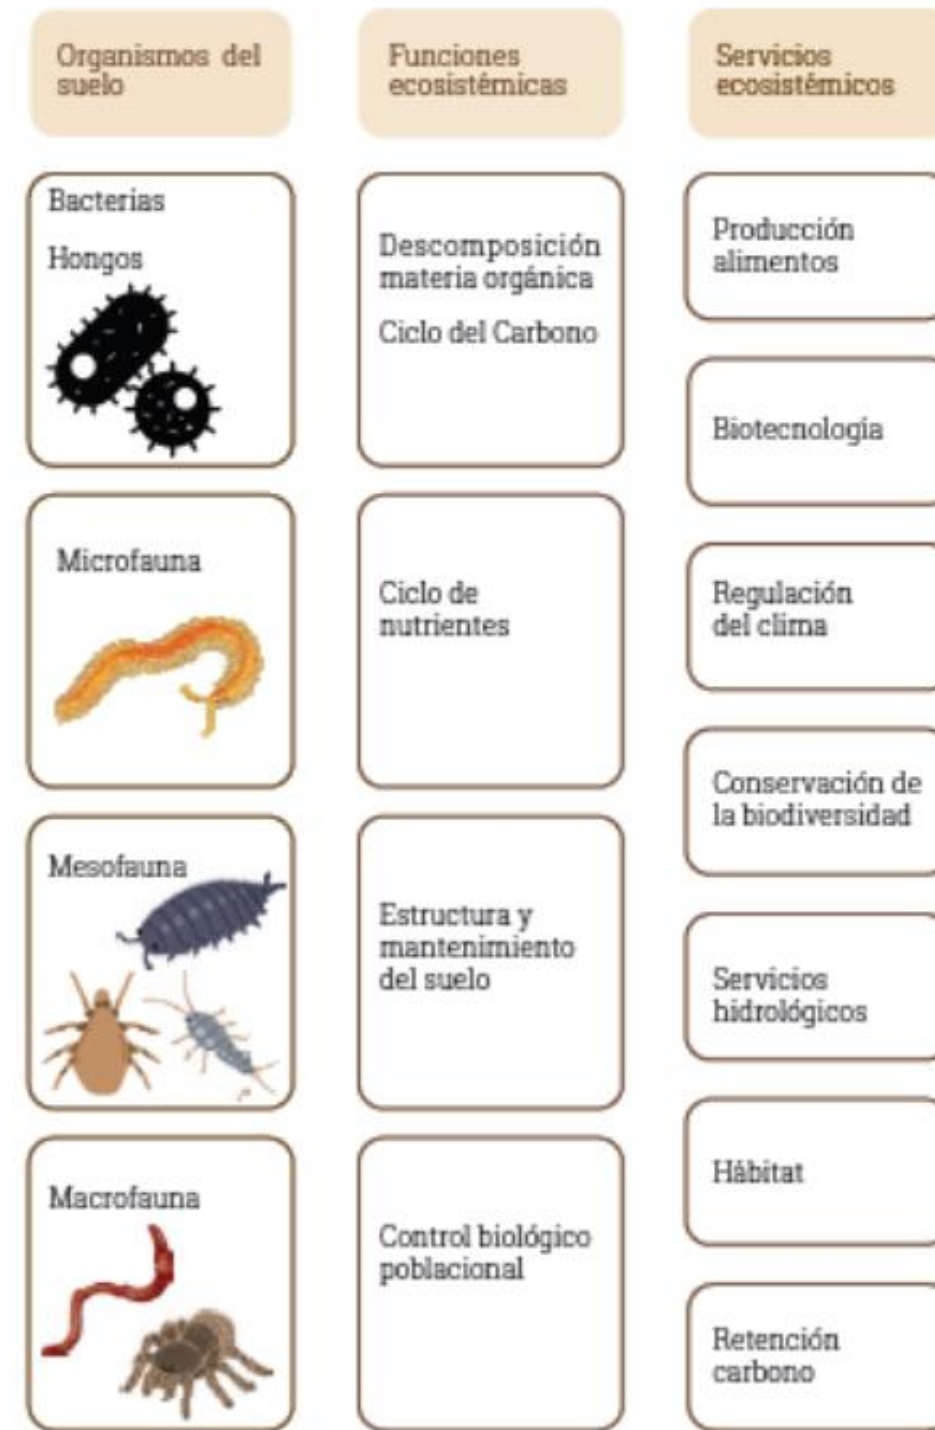 Organismos del
suelo
Bacterias
Hongos
Microfauna
Mesofauna
Macrofauna
Funciones
ecosistémicas
Descomposición
materia orgánica
Ciclo del Carbono
Ciclo de
nutrientes
Estructura y
mantenimiento
del suelo
Control biológico
poblacional
Servicios
ecosistémicos
Producción
alimentos
Biotecnología
Regulación
del clima
Conservación de
la biodiversidad
Servicios
hidrológicos
Hábitat
Retención
carbono